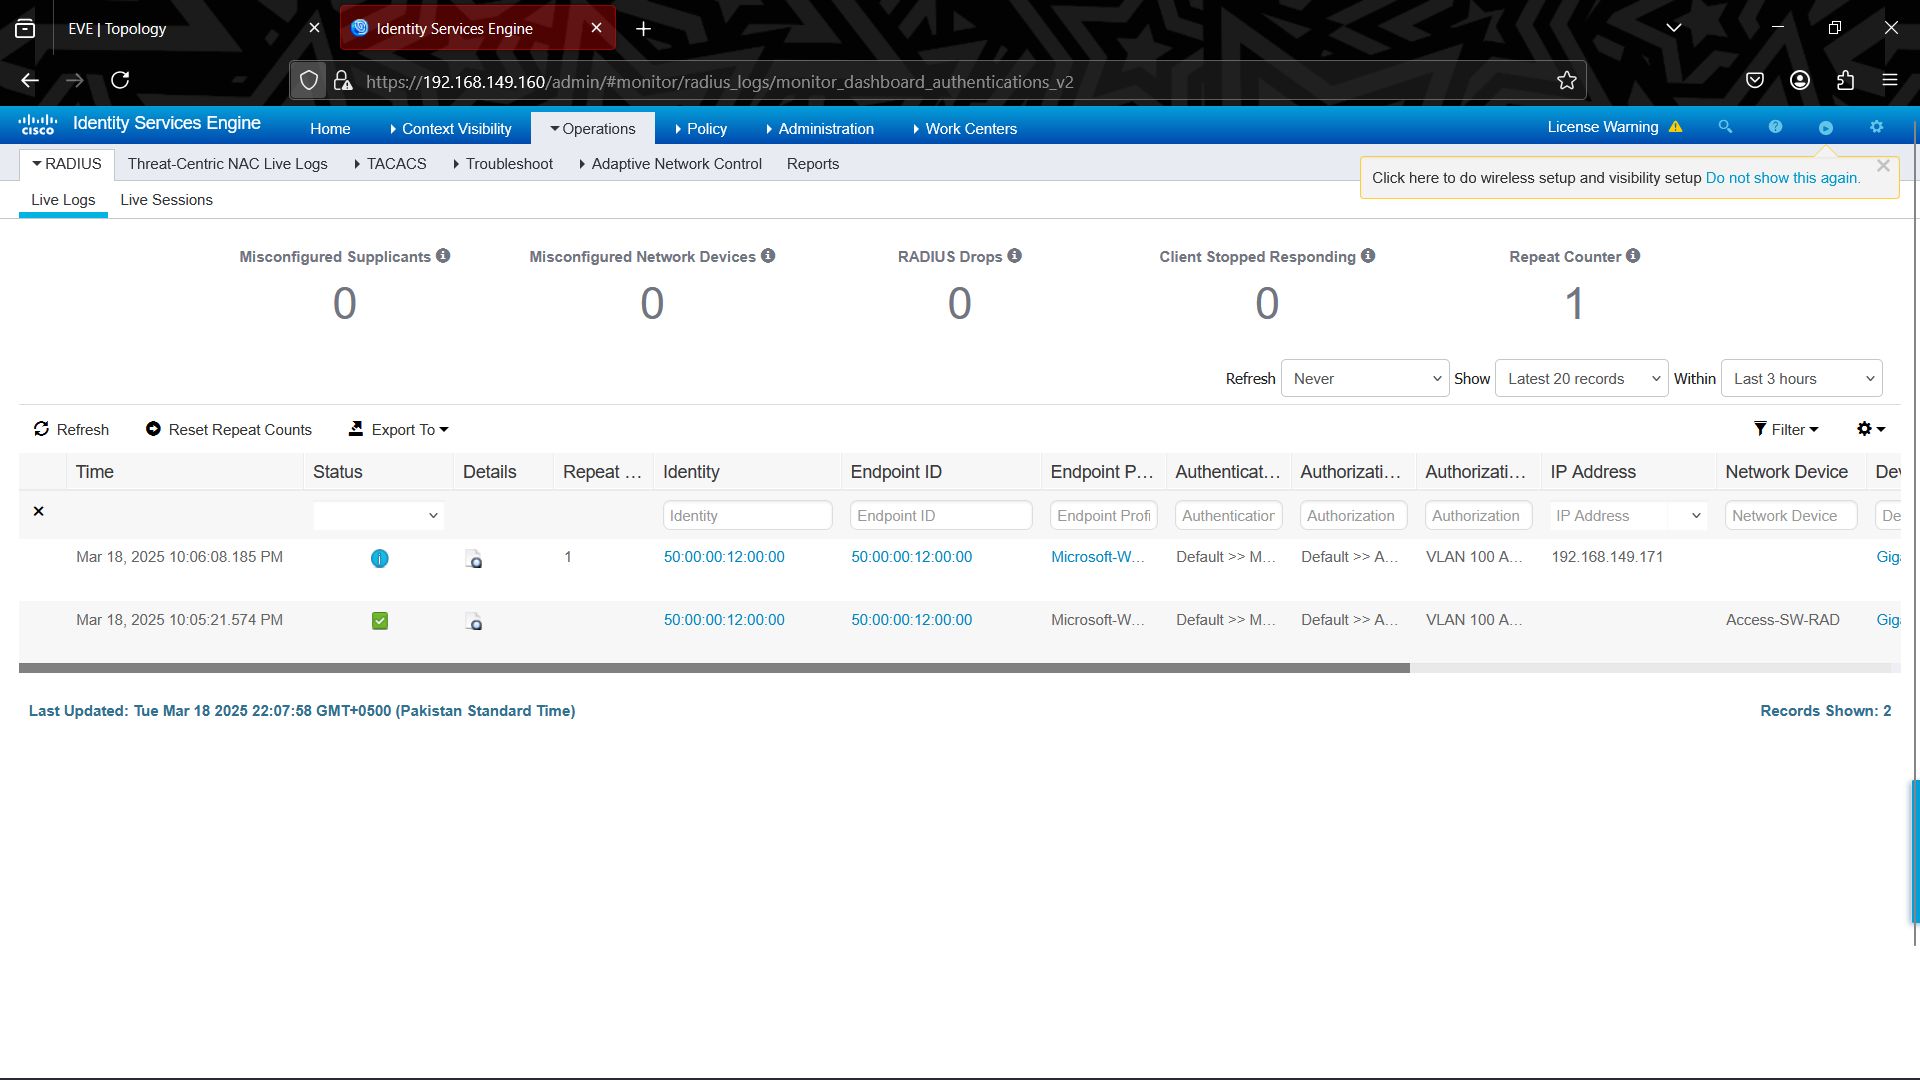 EVE | Topology
Identity Services Engine
https://192.168.149.160/admin/#monitor/radius_logs/monitor_dashboard_authentications_v2
cisco Identity Services Engine Home Context Visibility Operations Policy Administration Work Centers License Warning
RADIUS Threat-Centric NAC Live Logs TACACS Troubleshoot Adaptive Network Control Reports
Click here to do wireless setup and visibility setup Do not show this again.
Live Logs Live Sessions
Misconfigured Supplicants Misconfigured Network Devices RADIUS Drops Client Stopped Responding Repeat Counter
0 0 0 0 1
Refresh Never Show Latest 20 records Within Last 3 hours
Refresh Reset Repeat Counts Export To Filter
Time Status Details Repeat ... Identity Endpoint ID Endpoint P... Authenticat... Authorizati... Authorizati... IP Address Network Device Dev
Identity Endpoint ID Endpoint Profi Authentication Authorization Authorization IP Address Network Device De
Mar 18, 2025 10:06:08.185 PM 1 50:00:00:12:00:00 50:00:00:12:00:00 Microsoft-W... Default >> M... Default >> A... VLAN 100 A... 192.168.149.171 Giga
Mar 18, 2025 10:05:21.574 PM 50:00:00:12:00:00 50:00:00:12:00:00 Microsoft-W... Default >> M... Default >> A... VLAN 100 A... Access-SW-RAD Giga
Last Updated: Tue Mar 18 2025 22:07:58 GMT+0500 (Pakistan Standard Time) Records Shown: 2